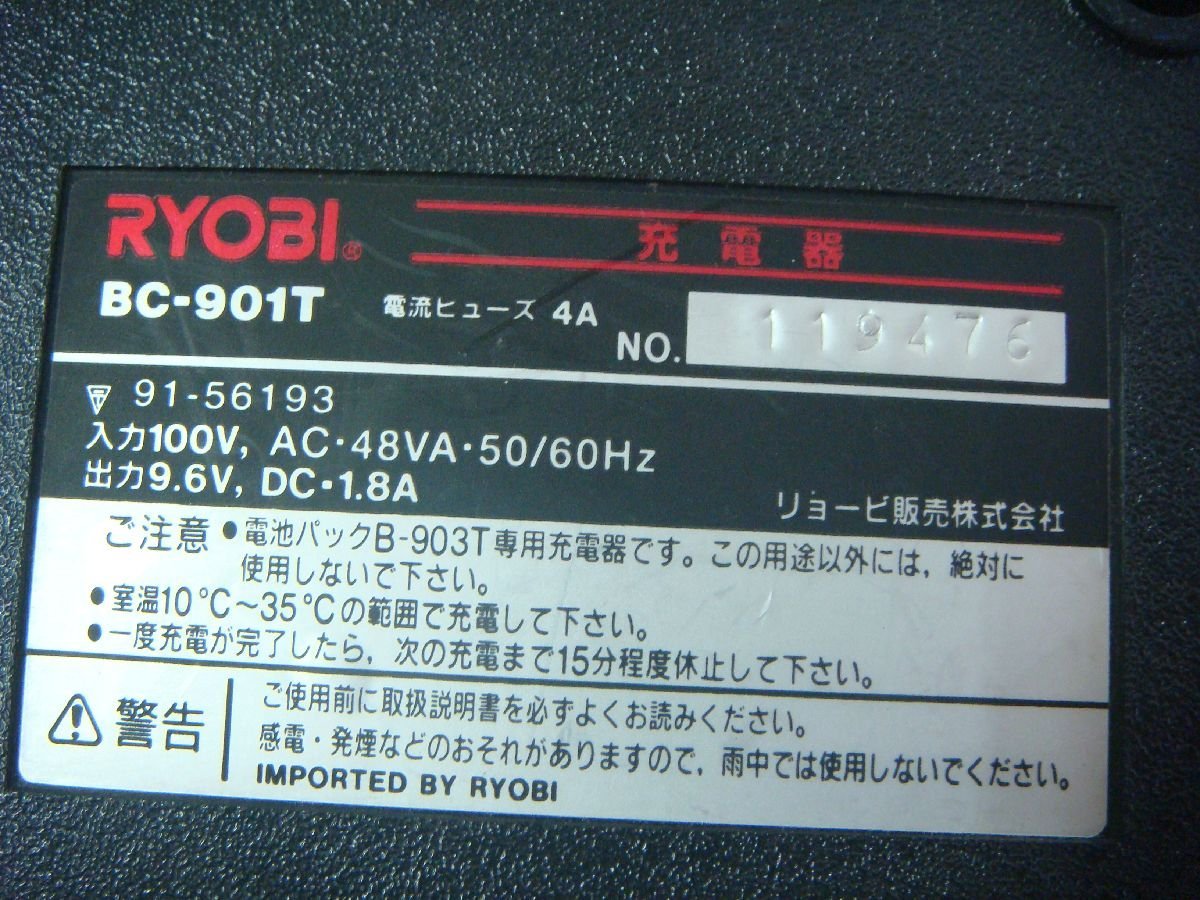 RYOBI® 充電器
BC-901T 電流ヒューズ 4A NO. 119476
〒 91-56193
入力100V, AC・48VA・50/60Hz
出力9.6V, DC・1.8A
リョービ販売株式会社
ご注意 ●電池パックB-903T専用充電器です。この用途以外には, 絶対に
使用しないで下さい。
●室温10℃〜35℃の範囲で充電して下さい。
●一度充電が完了したら, 次の充電まで15分程度休止して下さい。
警告 ご使用前に取扱説明書を必ずよくお読みください。
感電・発煙などのおそれがありますので, 雨中では使用しないでください。
IMPORTED BY RYOBI